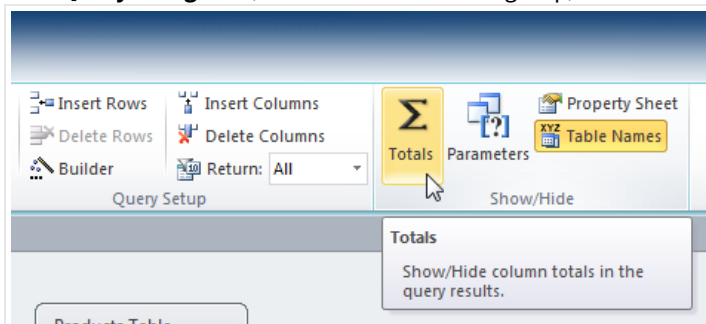 Insert Rows
Insert Columns
Delete Rows
Delete Columns
Builder
Return: All
Query Setup
Σ
Totals
[?]
Parameters
Property Sheet
XYZ
Table Names
Show/Hide
Totals
Show/Hide column totals in the
query results.